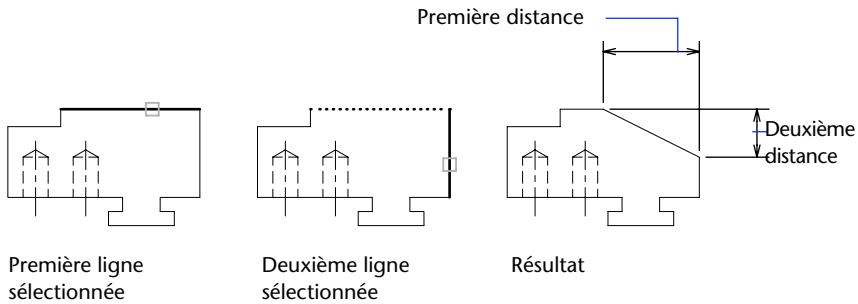 Première distance
Deuxième
distance
Première ligne
sélectionnée
Deuxième ligne
sélectionnée
Résultat